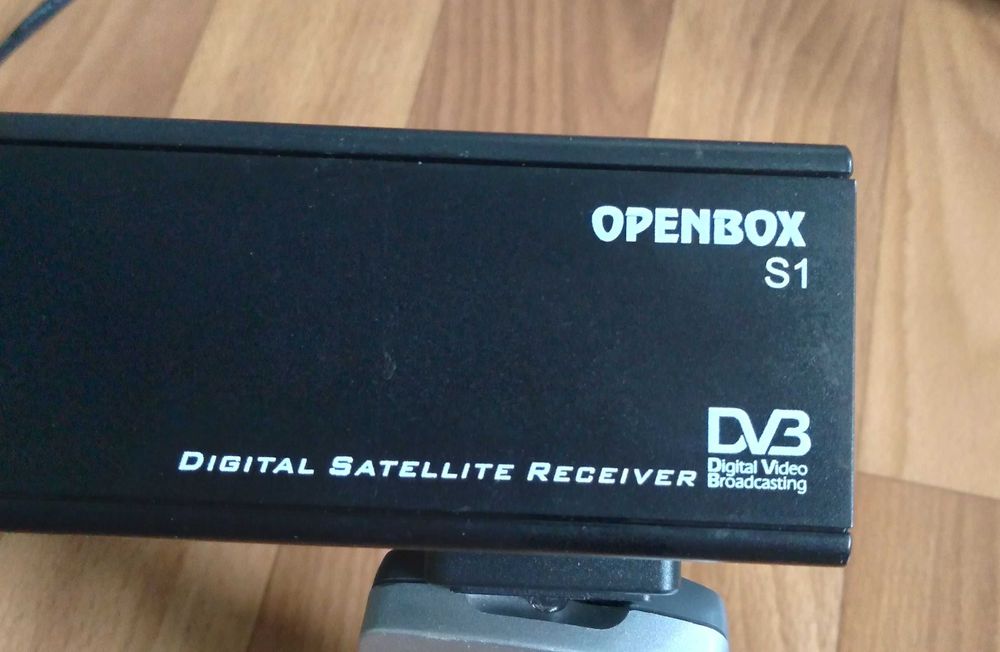 OPENBOX
S1
DVB
DIGITAL SATELLITE RECEIVER
Digital Video
Broadcasting